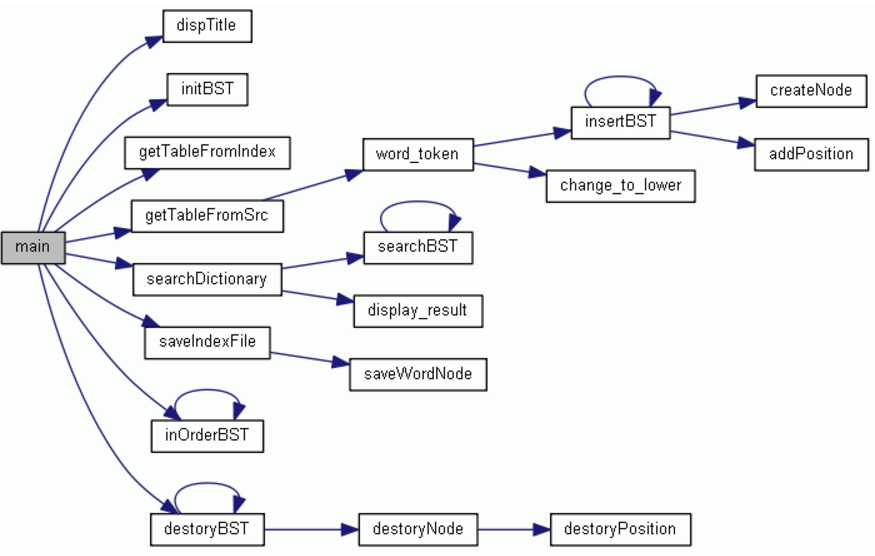 dispTitle
initBST
createNode
insertBST
getTableFromIndex
word_token
addPosition
change_to_lower
getTableFromSrc
main
searchBST
searchDictionary
display_result
saveIndexFile
saveWordNode
inOrderBST
destoryBST
destoryNode
destoryPosition